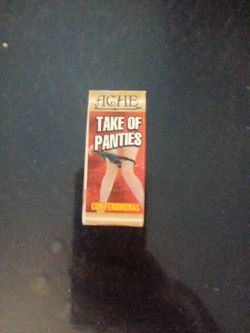 ACHE
TAKE OF
PANTIES
CON FEROMONAS